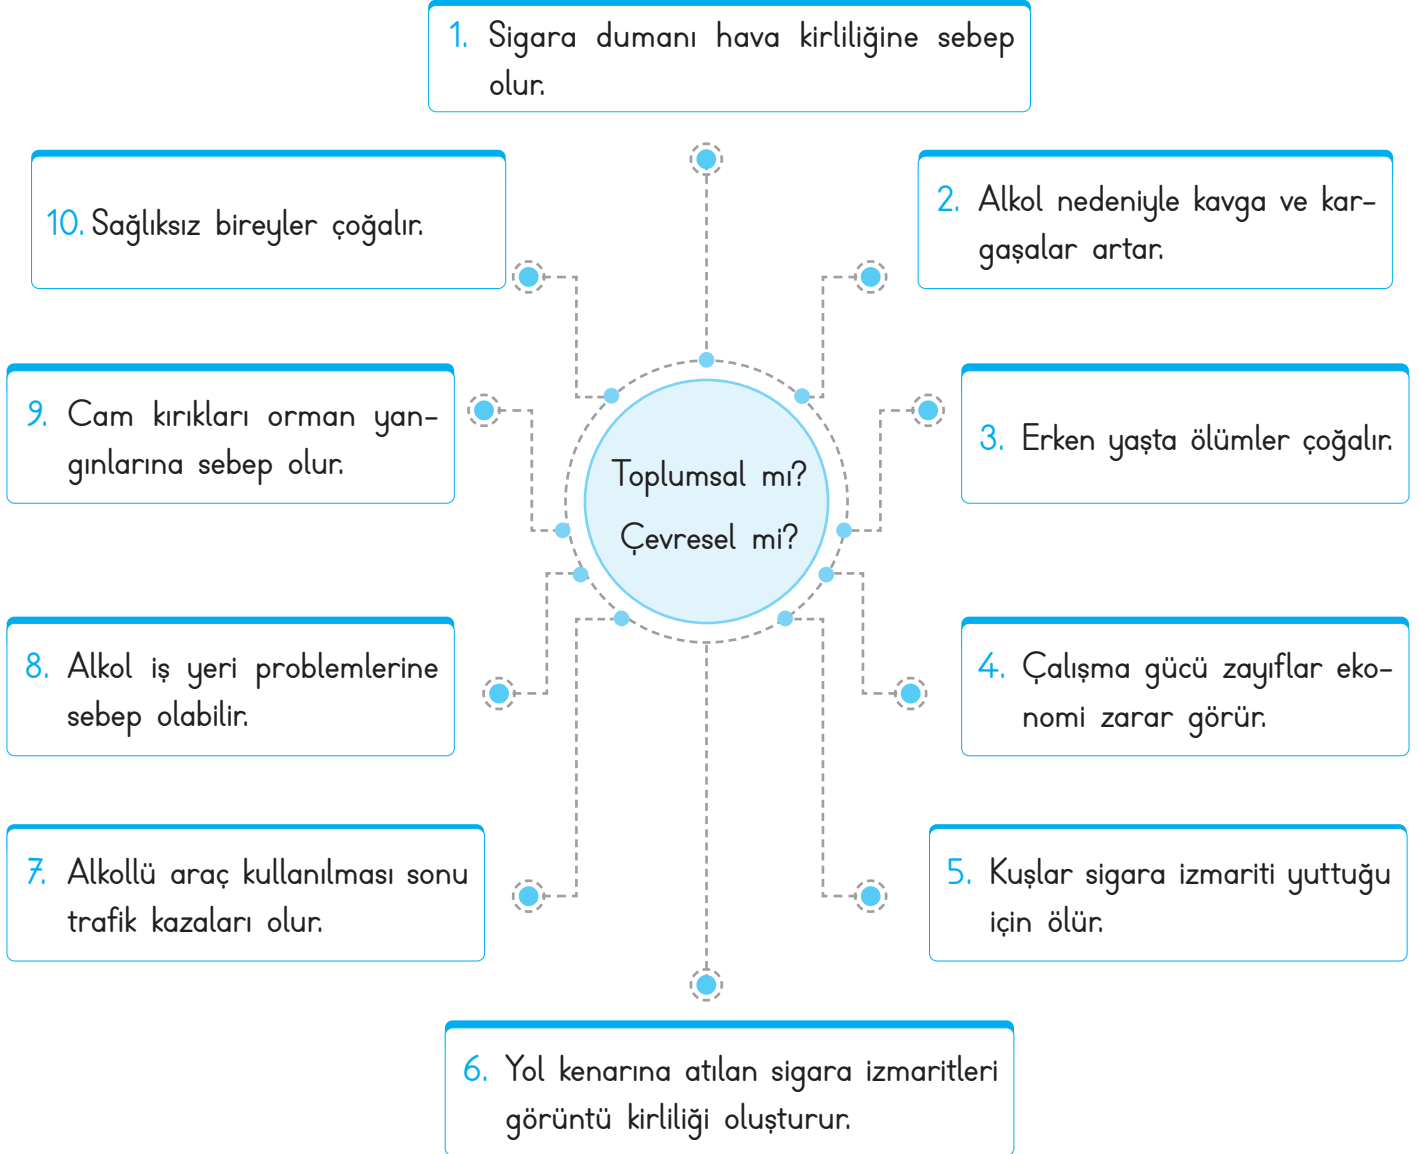 1. Sigara dumanı hava kirliliğine sebep
olur.
2. Alkol nedeniyle kavga ve kar-
gaşalar artar.
3. Erken yaşta ölümler çoğalır.
4. Çalışma gücü zayıflar eko-
nomi zarar görür.
5. Kuşlar sigara izmariti yuttuğu
için ölür.
6. Yol kenarına atılan sigara izmaritleri
görüntü kirliliği oluşturur.
7. Alkollü araç kullanılması sonu
trafik kazaları olur.
8. Alkol iş yeri problemlerine
sebep olabilir.
9. Cam kırıkları orman yan-
gınlarına sebep olur.
10. Sağlıksız bireyler çoğalır.
Toplumsal mı?
Çevresel mi?